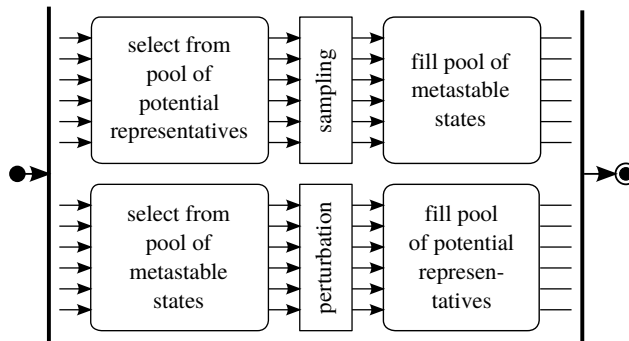 select from
pool of
potential
representatives
sampling
fill pool of
metastable
states
select from
pool of
metastable
states
perturbation
fill pool
of potential
represen-
tatives